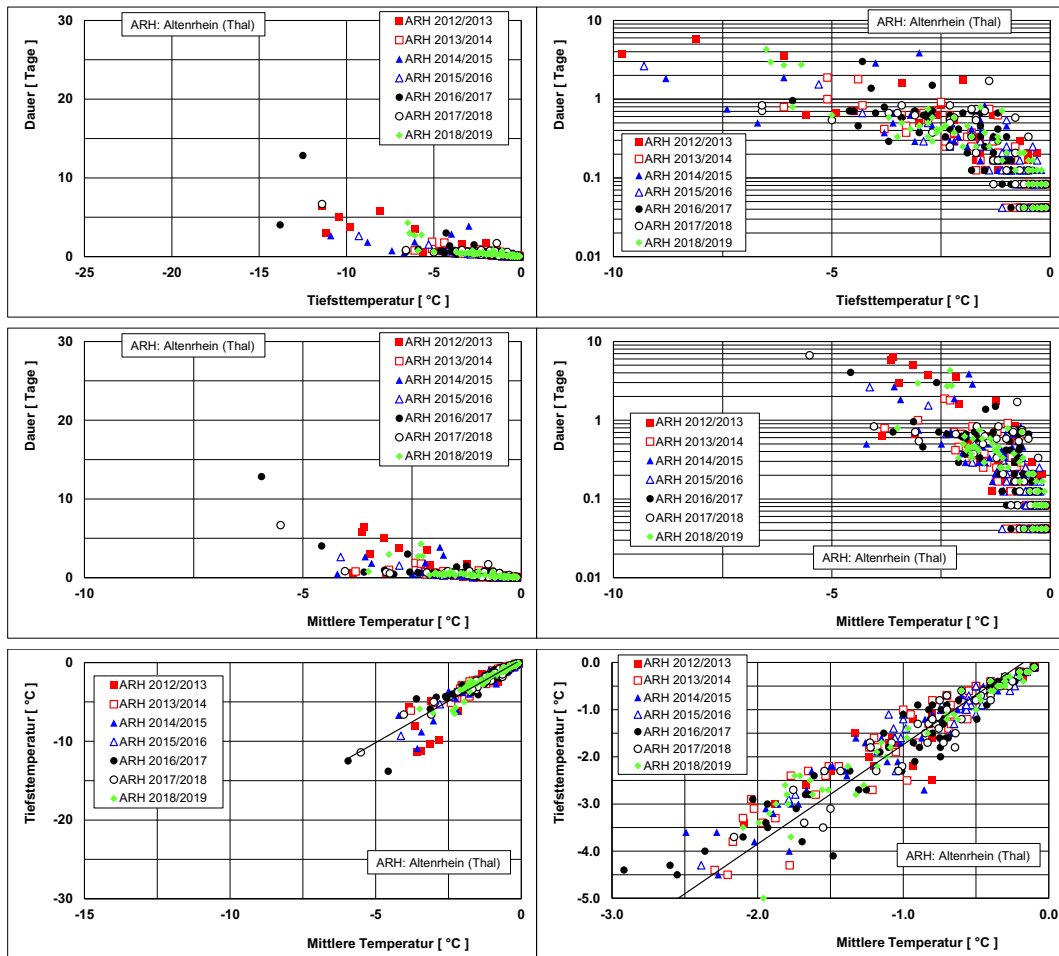 ARH: Altenrhein (Thal)
Dauer [ Tage ]
30
20
10
0
-25
-20
-15
-10
-5
0
Tiefsttemperatur [ °C ]
ARH 2012/2013
ARH 2013/2014
ARH 2014/2015
ARH 2015/2016
ARH 2016/2017
ARH 2017/2018
ARH 2018/2019
ARH: Altenrhein (Thal)
Dauer [ Tage ]
10
1
0.1
0.01
-10
-5
0
Tiefsttemperatur [ °C ]
ARH 2012/2013
ARH 2013/2014
ARH 2014/2015
ARH 2015/2016
ARH 2016/2017
ARH 2017/2018
ARH 2018/2019
ARH: Altenrhein (Thal)
Dauer [ Tage ]
30
20
10
0
-15
-10
-5
0
Mittlere Temperatur [ °C ]
ARH 2012/2013
ARH 2013/2014
ARH 2014/2015
ARH 2015/2016
ARH 2016/2017
ARH 2017/2018
ARH 2018/2019
Dauer [ Tage ]
10
1
0.1
0.01
-10
-5
0
Mittlere Temperatur [ °C ]
ARH 2012/2013
ARH 2013/2014
ARH 2014/2015
ARH 2015/2016
ARH 2016/2017
ARH 2017/2018
ARH 2018/2019
ARH: Altenrhein (Thal)
Tiefsttemperatur [ °C]
0
-5
-10
-15
-20
-25
-30
-15
-10
-5
0
Mittlere Temperatur [ °C ]
ARH 2012/2013
ARH 2013/2014
ARH 2014/2015
ARH 2015/2016
ARH 2016/2017
ARH 2017/2018
ARH 2018/2019
ARH: Altenrhein (Thal)
Tiefsttemperatur [ °C]
0.0
-1.0
-2.0
-3.0
-4.0
-5.0
-3.0
-2.0
-1.0
0.0
Mittlere Temperatur [ °C ]
ARH 2012/2013
ARH 2013/2014
ARH 2014/2015
ARH 2015/2016
ARH 2016/2017
ARH 2017/2018
ARH 2018/2019
ARH: Altenrhein (Thal)